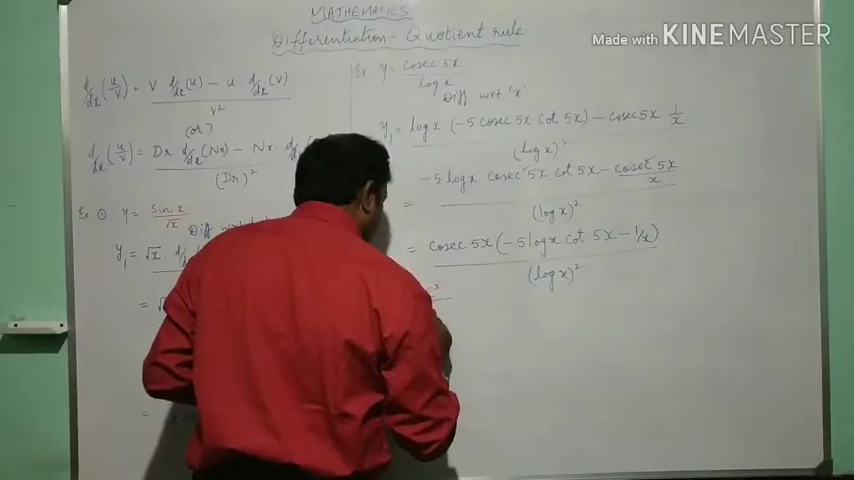 MATHEMATICS
Differentiation - Quotient rule
Made with KINEMASTER
d/dx (u/v) = v d/dx (u) - u d/dx (v)
v²
(or)
d/dx (u/v) = Dr d/dx (Nr) - Nr.
(Dr)²
Ex ① y = sin x / √x
Diff wrt
y₁ = √x.
= √
=
Ex y = cosec 5x / log x
Diff wrt 'x'
y₁ = log x (-5 cosec 5x cot 5x) - cosec 5x 1/x
(log x)²
= -5 log x cosec 5x cot 5x - cosec 5x / x
(log x)²
= cosec 5x (-5 log x cot 5x - 1/x)
(log x)²